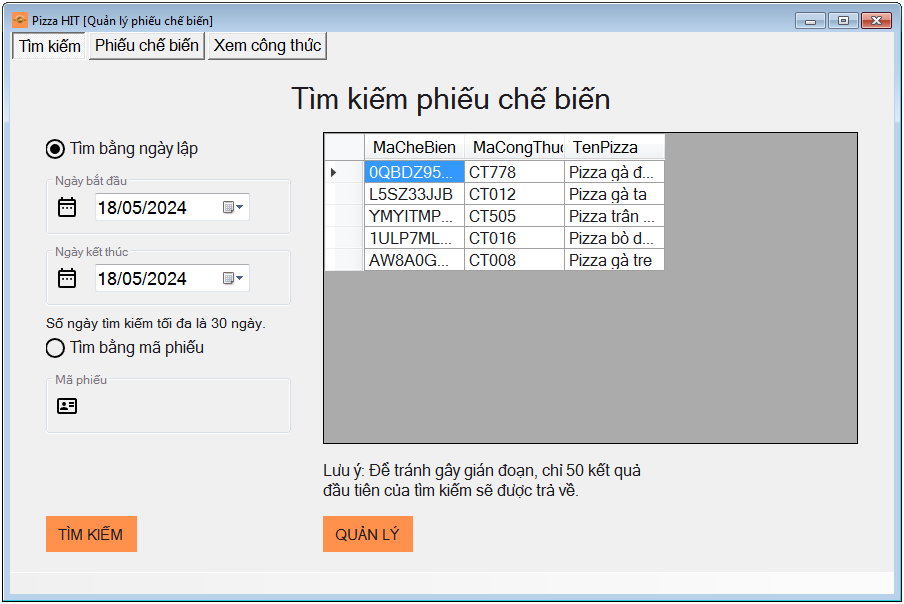 Pizza HIT [Quản lý phiếu chế biến]
Tìm kiếm Phiếu chế biến Xem công thức
Tìm kiếm phiếu chế biến
Tìm bằng ngày lập
Ngày bắt đầu
18/05/2024
Ngày kết thúc
18/05/2024
Số ngày tìm kiếm tối đa là 30 ngày.
Tìm bằng mã phiếu
Mã phiếu
TÌM KIẾM
MaCheBien MaCongThuc TenPizza
0QBDZ95... CT778 Pizza gà đ...
L5SZ33JJB CT012 Pizza gà ta
YMYITMP... CT505 Pizza trân ...
1ULP7ML... CT016 Pizza bò d...
AW8A0G... CT008 Pizza gà tre
Lưu ý: Để tránh gây gián đoạn, chỉ 50 kết quả
đầu tiên của tìm kiếm sẽ được trả về.
QUẢN LÝ